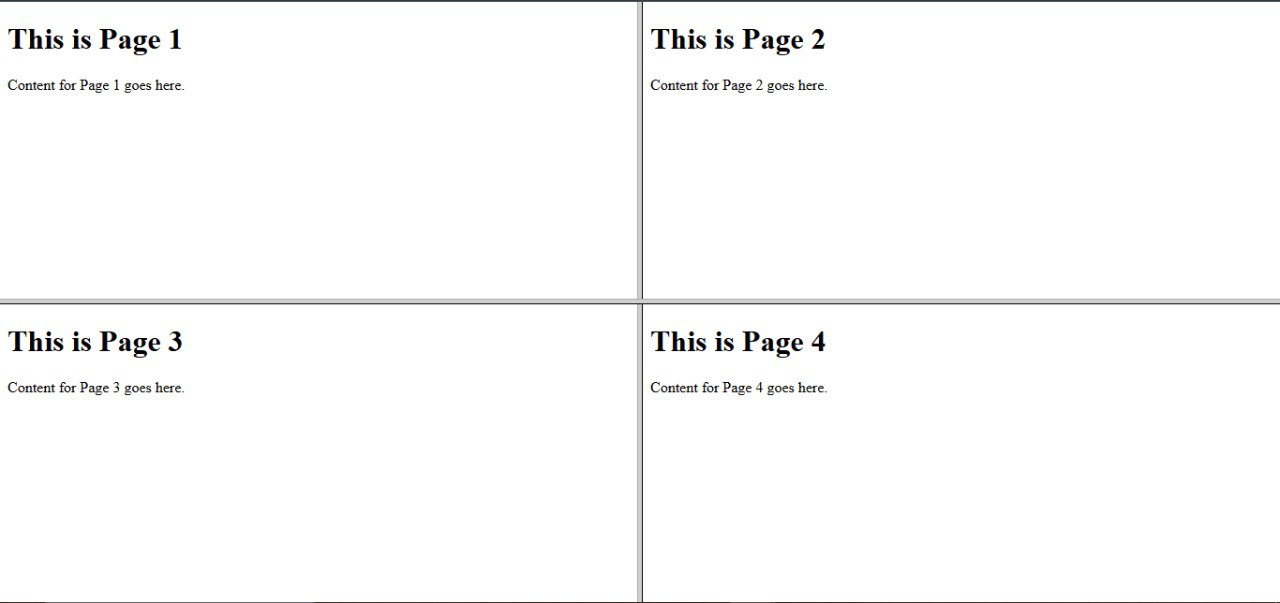 This is Page 1
Content for Page 1 goes here.
This is Page 2
Content for Page 2 goes here.
This is Page 3
Content for Page 3 goes here.
This is Page 4
Content for Page 4 goes here.